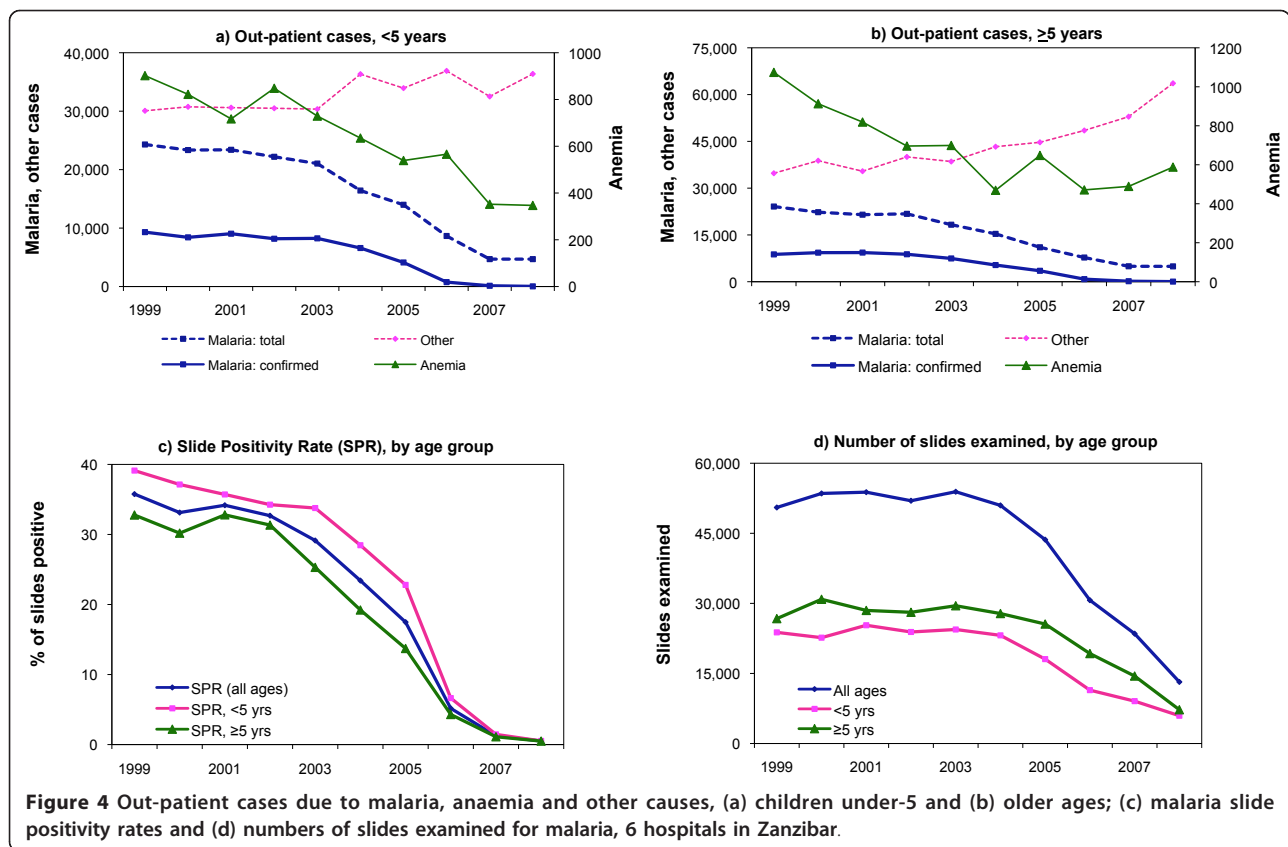 a) Out-patient cases, <5 years
40,000
35,000
30,000
25,000
20,000
15,000
10,000
5,000
0
1000
800
600
400
200
0
Malaria, other cases
Anemia
1999
2001
2003
2005
2007
Malaria: total
Other
Malaria: confirmed
Anemia
b) Out-patient cases, ≥5 years
75,000
60,000
45,000
30,000
15,000
0
1200
1000
800
600
400
200
0
Malaria, other cases
Anemia
1999
2001
2003
2005
2007
Malaria: total
Other
Malaria: confirmed
Anemia
c) Slide Positivity Rate (SPR), by age group
40
30
20
10
0
% of slides positive
SPR (all ages)
SPR, <5 yrs
SPR, ≥5 yrs
1999
2001
2003
2005
2007
d) Number of slides examined, by age group
60,000
45,000
30,000
15,000
0
Slides examined
All ages
<5 yrs
≥5 yrs
1999
2001
2003
2005
2007
Figure 4 Out-patient cases due to malaria, anaemia and other causes, (a) children under-5 and (b) older ages; (c) malaria slide
positivity rates and (d) numbers of slides examined for malaria, 6 hospitals in Zanzibar.